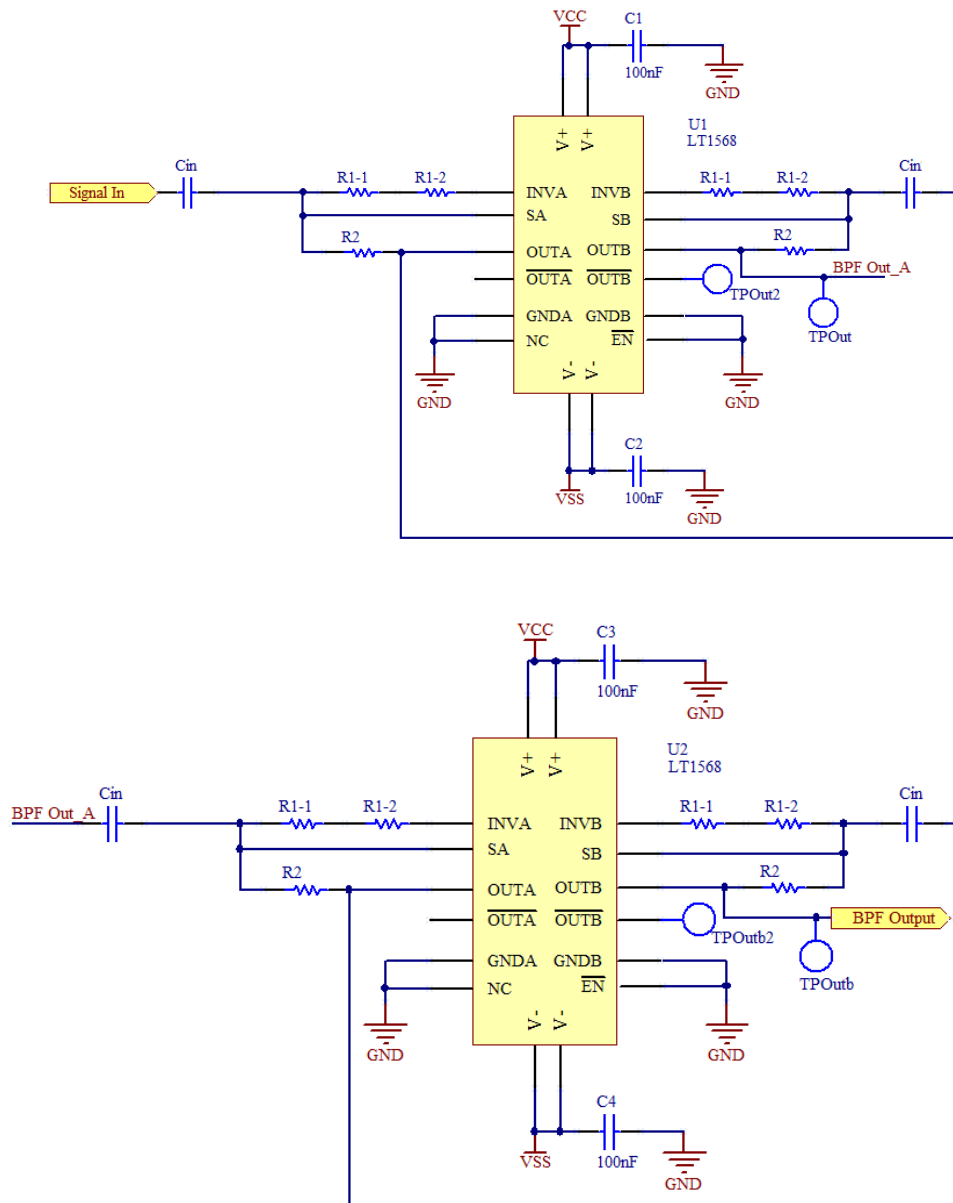 VCC
C1
100nF
GND
U1
LT1568
V+ V+
Cin
Signal In
R1-1 R1-2
INVA INVB
R1-1 R1-2
Cin
SA SB
R2
OUTA OUTB
R2
BPF Out_A
OUTA OUTB
TPOut2
TPOut
GNDA GNDB
NC EN
V- V-
GND
GND
C2
100nF
VSS
GND
VCC
C3
100nF
GND
U2
LT1568
V+ V+
BPF Out_A
Cin
R1-1 R1-2
INVA INVB
R1-1 R1-2
Cin
SA SB
R2
OUTA OUTB
R2
OUTA OUTB
BPF Output
TPOutb2
TPOutb
GNDA GNDB
NC EN
V- V-
GND
GND
C4
100nF
VSS
GND